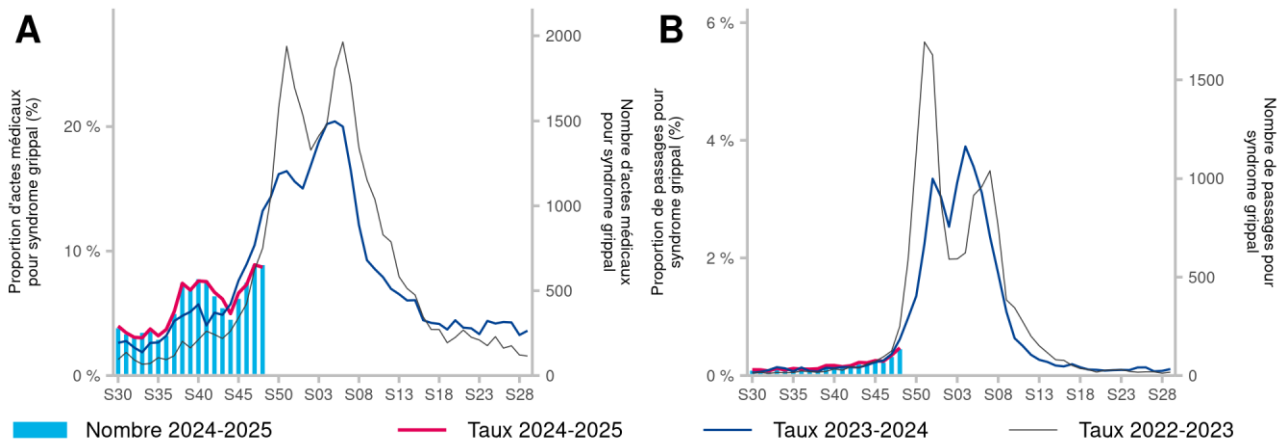 A
Proportion d'actes médicaux
pour syndrome grippal (%)
20 %
10 %
0 %
2000
1500
1000
500
0
Nombre d'actes médicaux
pour syndrome grippal
S30 S35 S40 S45 S50 S03 S08 S13 S18 S23 S28
B
Proportion de passages pour
syndrome grippal (%)
6 %
4 %
2 %
0 %
1500
1000
500
0
Nombre de passages pour
syndrome grippal
S30 S35 S40 S45 S50 S03 S08 S13 S18 S23 S28
Nombre 2024-2025 Taux 2024-2025 Taux 2023-2024 Taux 2022-2023